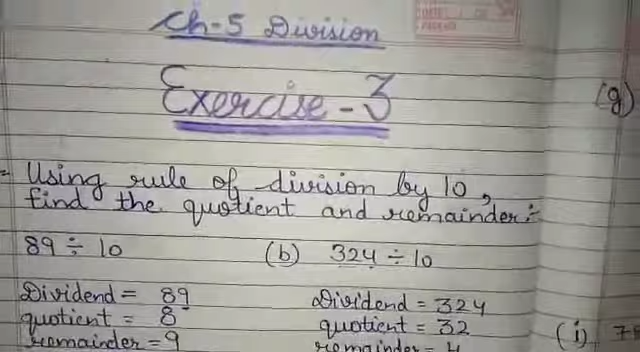 Ch-5 Division
Exercise-3
(g)
Using rule of division by 10,
find the quotient and remainder:-
89 ÷ 10 (b) 324 ÷ 10
Dividend = 89 Dividend = 324
quotient = 8 quotient = 32
remainder = 9 remainder = 4
(i)